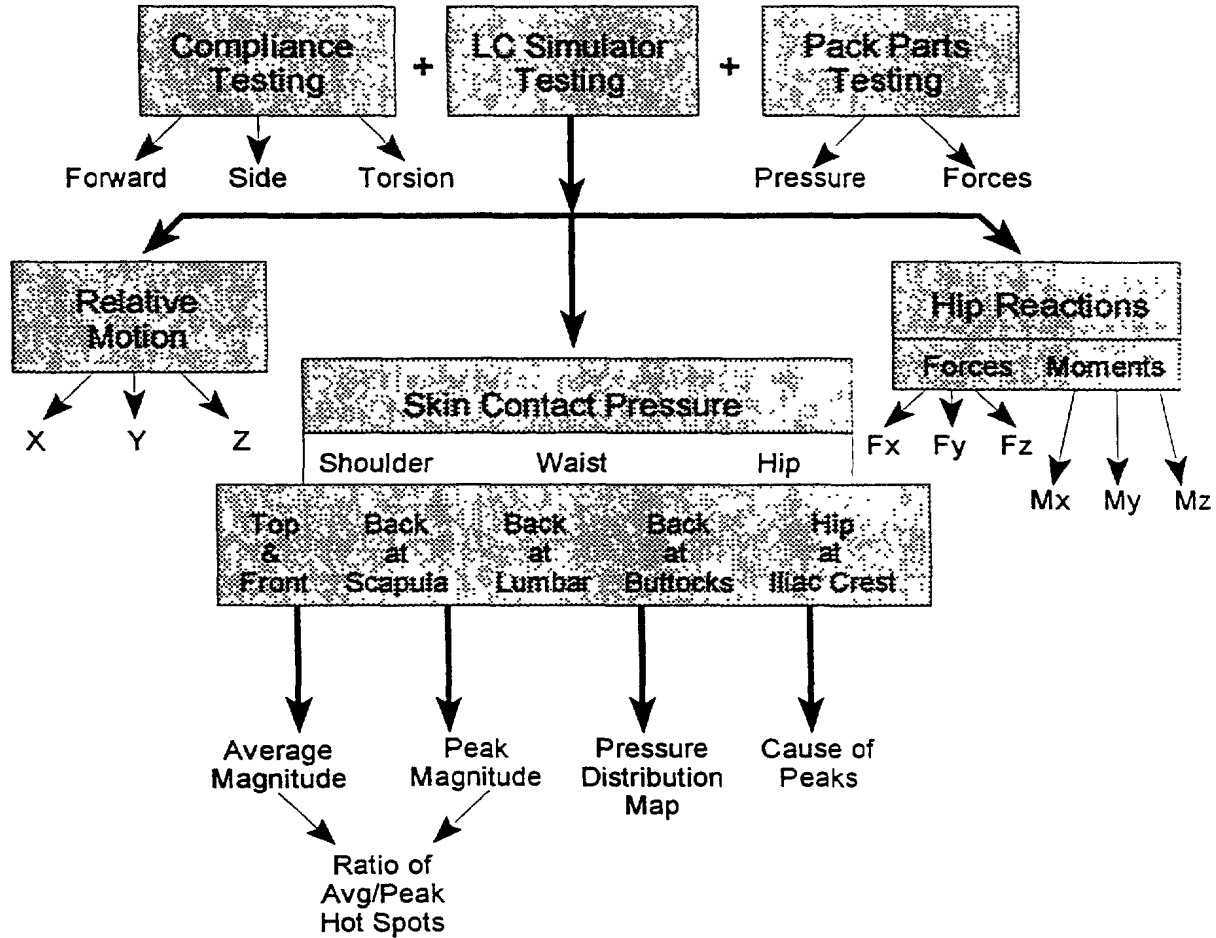 Compliance
Testing
+
LC Simulator
Testing
+
Pack Parts
Testing
Forward
Side
Torsion
Pressure
Forces
Relative
Motion
X
Y
Z
Hip Reactions
Forces
Moments
Fx
Fy
Fz
Mx
My
Mz
Skin Contact Pressure
Shoulder
Waist
Hip
Top
&
Front
Back
at
Scapula
Back
at
Lumbar
Back
at
Buttocks
Hip
at
Iliac Crest
Average
Magnitude
Peak
Magnitude
Pressure
Distribution
Map
Cause of
Peaks
Ratio of
Avg/Peak
Hot Spots